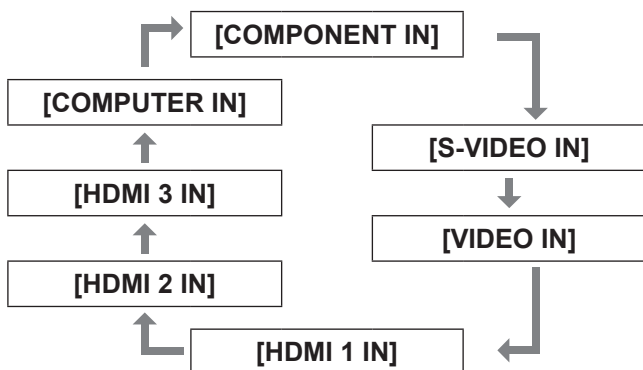 [COMPONENT IN]
[COMPUTER IN]
[S-VIDEO IN]
[HDMI 3 IN]
[VIDEO IN]
[HDMI 2 IN]
[HDMI 1 IN]